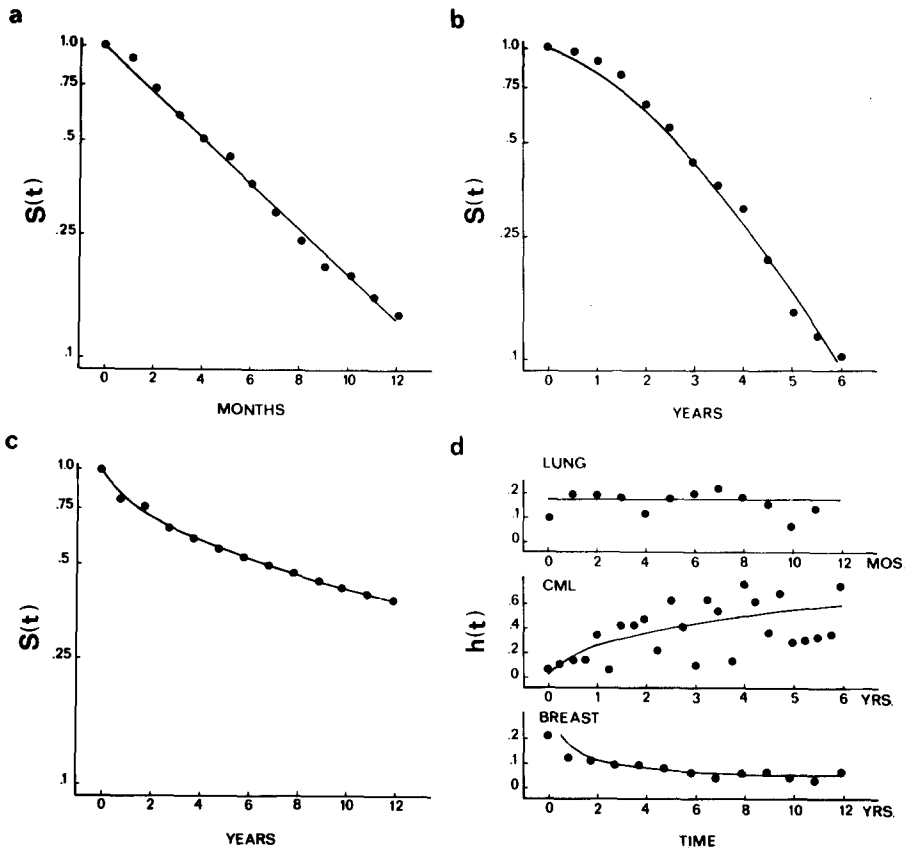 a
S(t)
1.0
.75
.5
.25
.1
0 2 4 6 8 10 12
MONTHS
b
S(t)
1.0
.75
.5
.25
.1
0 1 2 3 4 5 6
YEARS
c
S(t)
1.0
.75
.5
.25
.1
0 2 4 6 8 10 12
YEARS
d
h(t)
LUNG
.2
.1
0
0 2 4 6 8 10 12 MOS.
CML
.6
.4
.2
0
0 1 2 3 4 5 6 YRS.
BREAST
.2
.1
0
0 2 4 6 8 10 12 YRS.
TIME